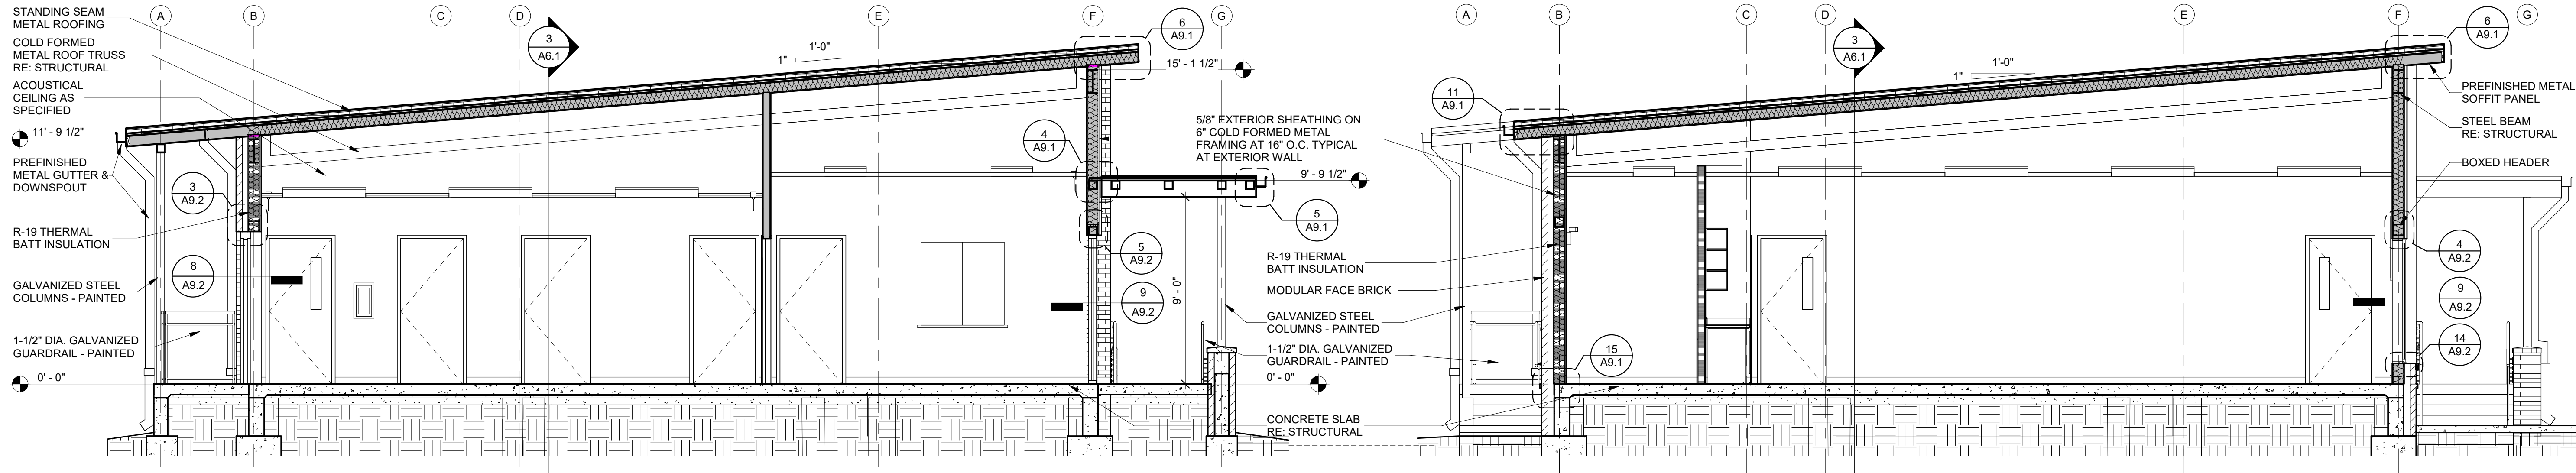 A
B
C
D
E
F
G
STANDING SEAM
METAL ROOFING
COLD FORMED
METAL ROOF TRUSS
RE: STRUCTURAL
ACOUSTICAL
CEILING AS
SPECIFIED
11' - 9 1/2"
PREFINISHED
METAL GUTTER &
DOWNSPOUT
R-19 THERMAL
BATT INSULATION
GALVANIZED STEEL
COLUMNS - PAINTED
1-1/2" DIA. GALVANIZED
GUARDRAIL - PAINTED
0' - 0"
3
A9.2
8
A9.2
3
A6.1
1'-0"
1"
6
A9.1
15' - 1 1/2"
4
A9.1
9' - 9 1/2"
5
A9.1
5
A9.2
9
A9.2
9' - 0"
5/8" EXTERIOR SHEATHING ON
6" COLD FORMED METAL
FRAMING AT 16" O.C. TYPICAL
AT EXTERIOR WALL
R-19 THERMAL
BATT INSULATION
MODULAR FACE BRICK
GALVANIZED STEEL
COLUMNS - PAINTED
1-1/2" DIA. GALVANIZED
GUARDRAIL - PAINTED
0' - 0"
CONCRETE SLAB
RE: STRUCTURAL
A
B
C
D
E
F
G
11
A9.1
3
A6.1
1'-0"
1"
6
A9.1
PREFINISHED METAL
SOFFIT PANEL
STEEL BEAM
RE: STRUCTURAL
BOXED HEADER
4
A9.2
9
A9.2
14
A9.2
15
A9.1